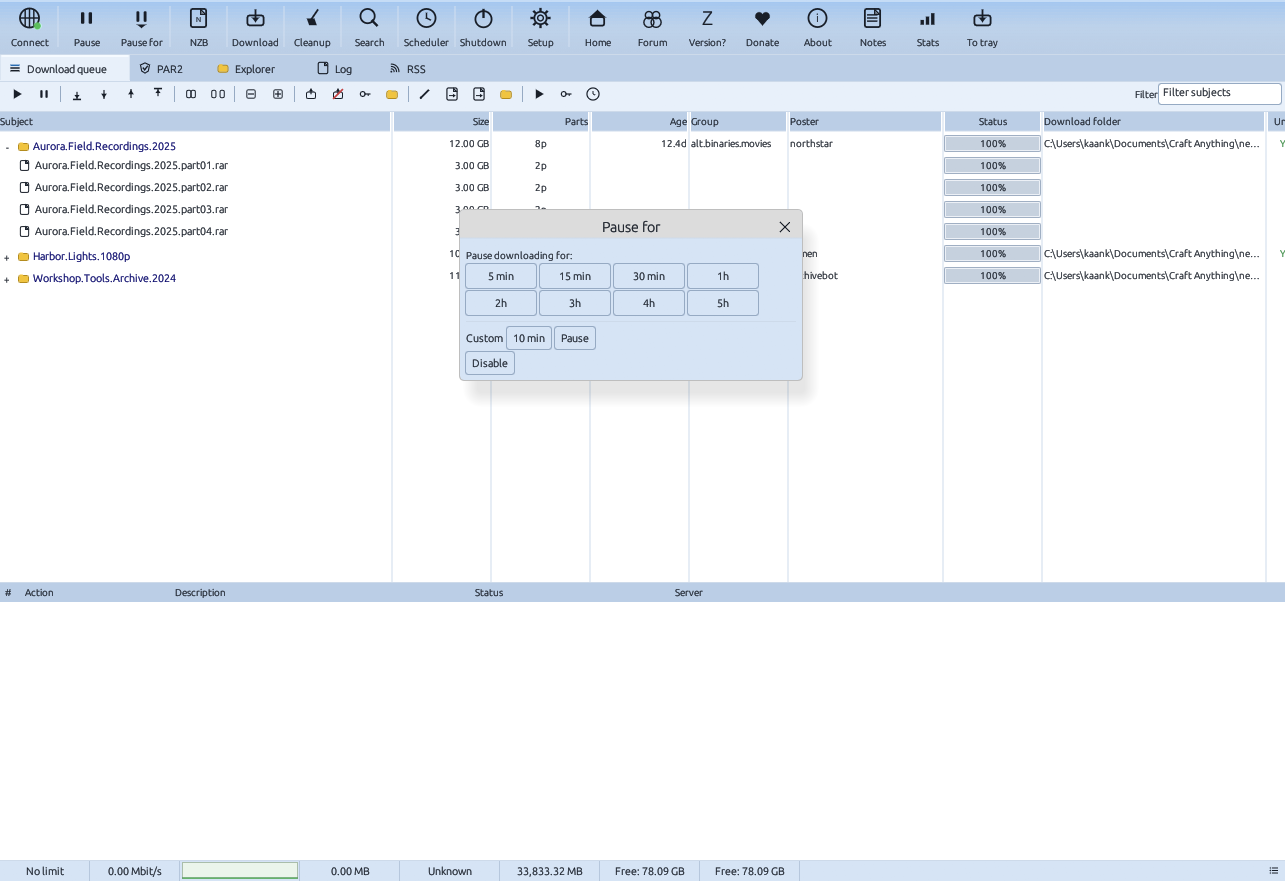 Connect Pause Pause for NZB Download Cleanup Search Scheduler Shutdown Setup Home Forum Version? Donate About Notes Stats To tray
Download queue PAR2 Explorer Log RSS
Filter Filter subjects
Subject Size Parts Age Group Poster Status Download folder
- Aurora.Field.Recordings.2025 12.00 GB 8p 12.4d alt.binaries.movies northstar 100% C:\Users\kaank\Documents\Craft Anything\ne...
Aurora.Field.Recordings.2025.part01.rar 3.00 GB 2p 100%
Aurora.Field.Recordings.2025.part02.rar 3.00 GB 2p 100%
Aurora.Field.Recordings.2025.part03.rar 3.00 GB 2p 100%
Aurora.Field.Recordings.2025.part04.rar 100%
+ Harbor.Lights.1080p 100% C:\Users\kaank\Documents\Craft Anything\ne...
+ Workshop.Tools.Archive.2024 100% C:\Users\kaank\Documents\Craft Anything\ne...
Pause for
Pause downloading for:
5 min 15 min 30 min 1h
2h 3h 4h 5h
Custom 10 min Pause
Disable
# Action Description Status Server
No limit 0.00 Mbit/s 0.00 MB Unknown 33,833.32 MB Free: 78.09 GB Free: 78.09 GB